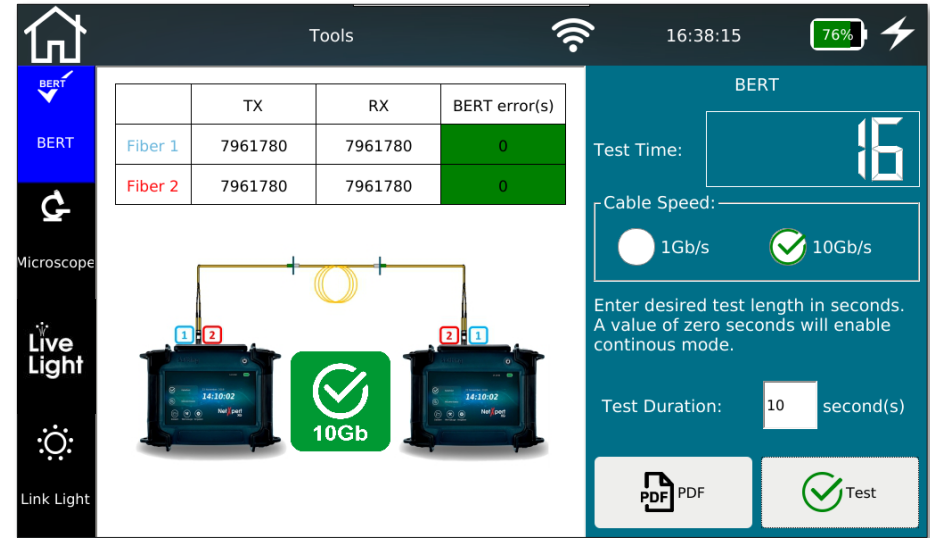 Tools
16:38:15
76%
BERT
BERT
Microscope
Live
Light
Link Light
TX RX BERT error(s)
Fiber 1 7961780 7961780 0
Fiber 2 7961780 7961780 0
1 2
2 1
14:10:02
NetXpert
14:10:02
NetXpert
10Gb
BERT
Test Time: 16
Cable Speed:
1Gb/s 10Gb/s
Enter desired test length in seconds.
A value of zero seconds will enable
continous mode.
Test Duration: 10 second(s)
PDF PDF
Test